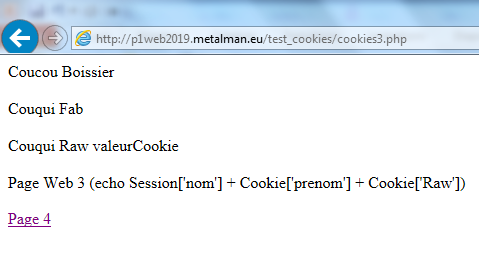 http://p1web2019.metalman.eu/test_cookies/cookies3.php
Coucou Boissier
Couqui Fab
Couqui Raw valeurCookie
Page Web 3 (echo Session['nom'] + Cookie['prenom'] + Cookie['Raw'])
Page 4